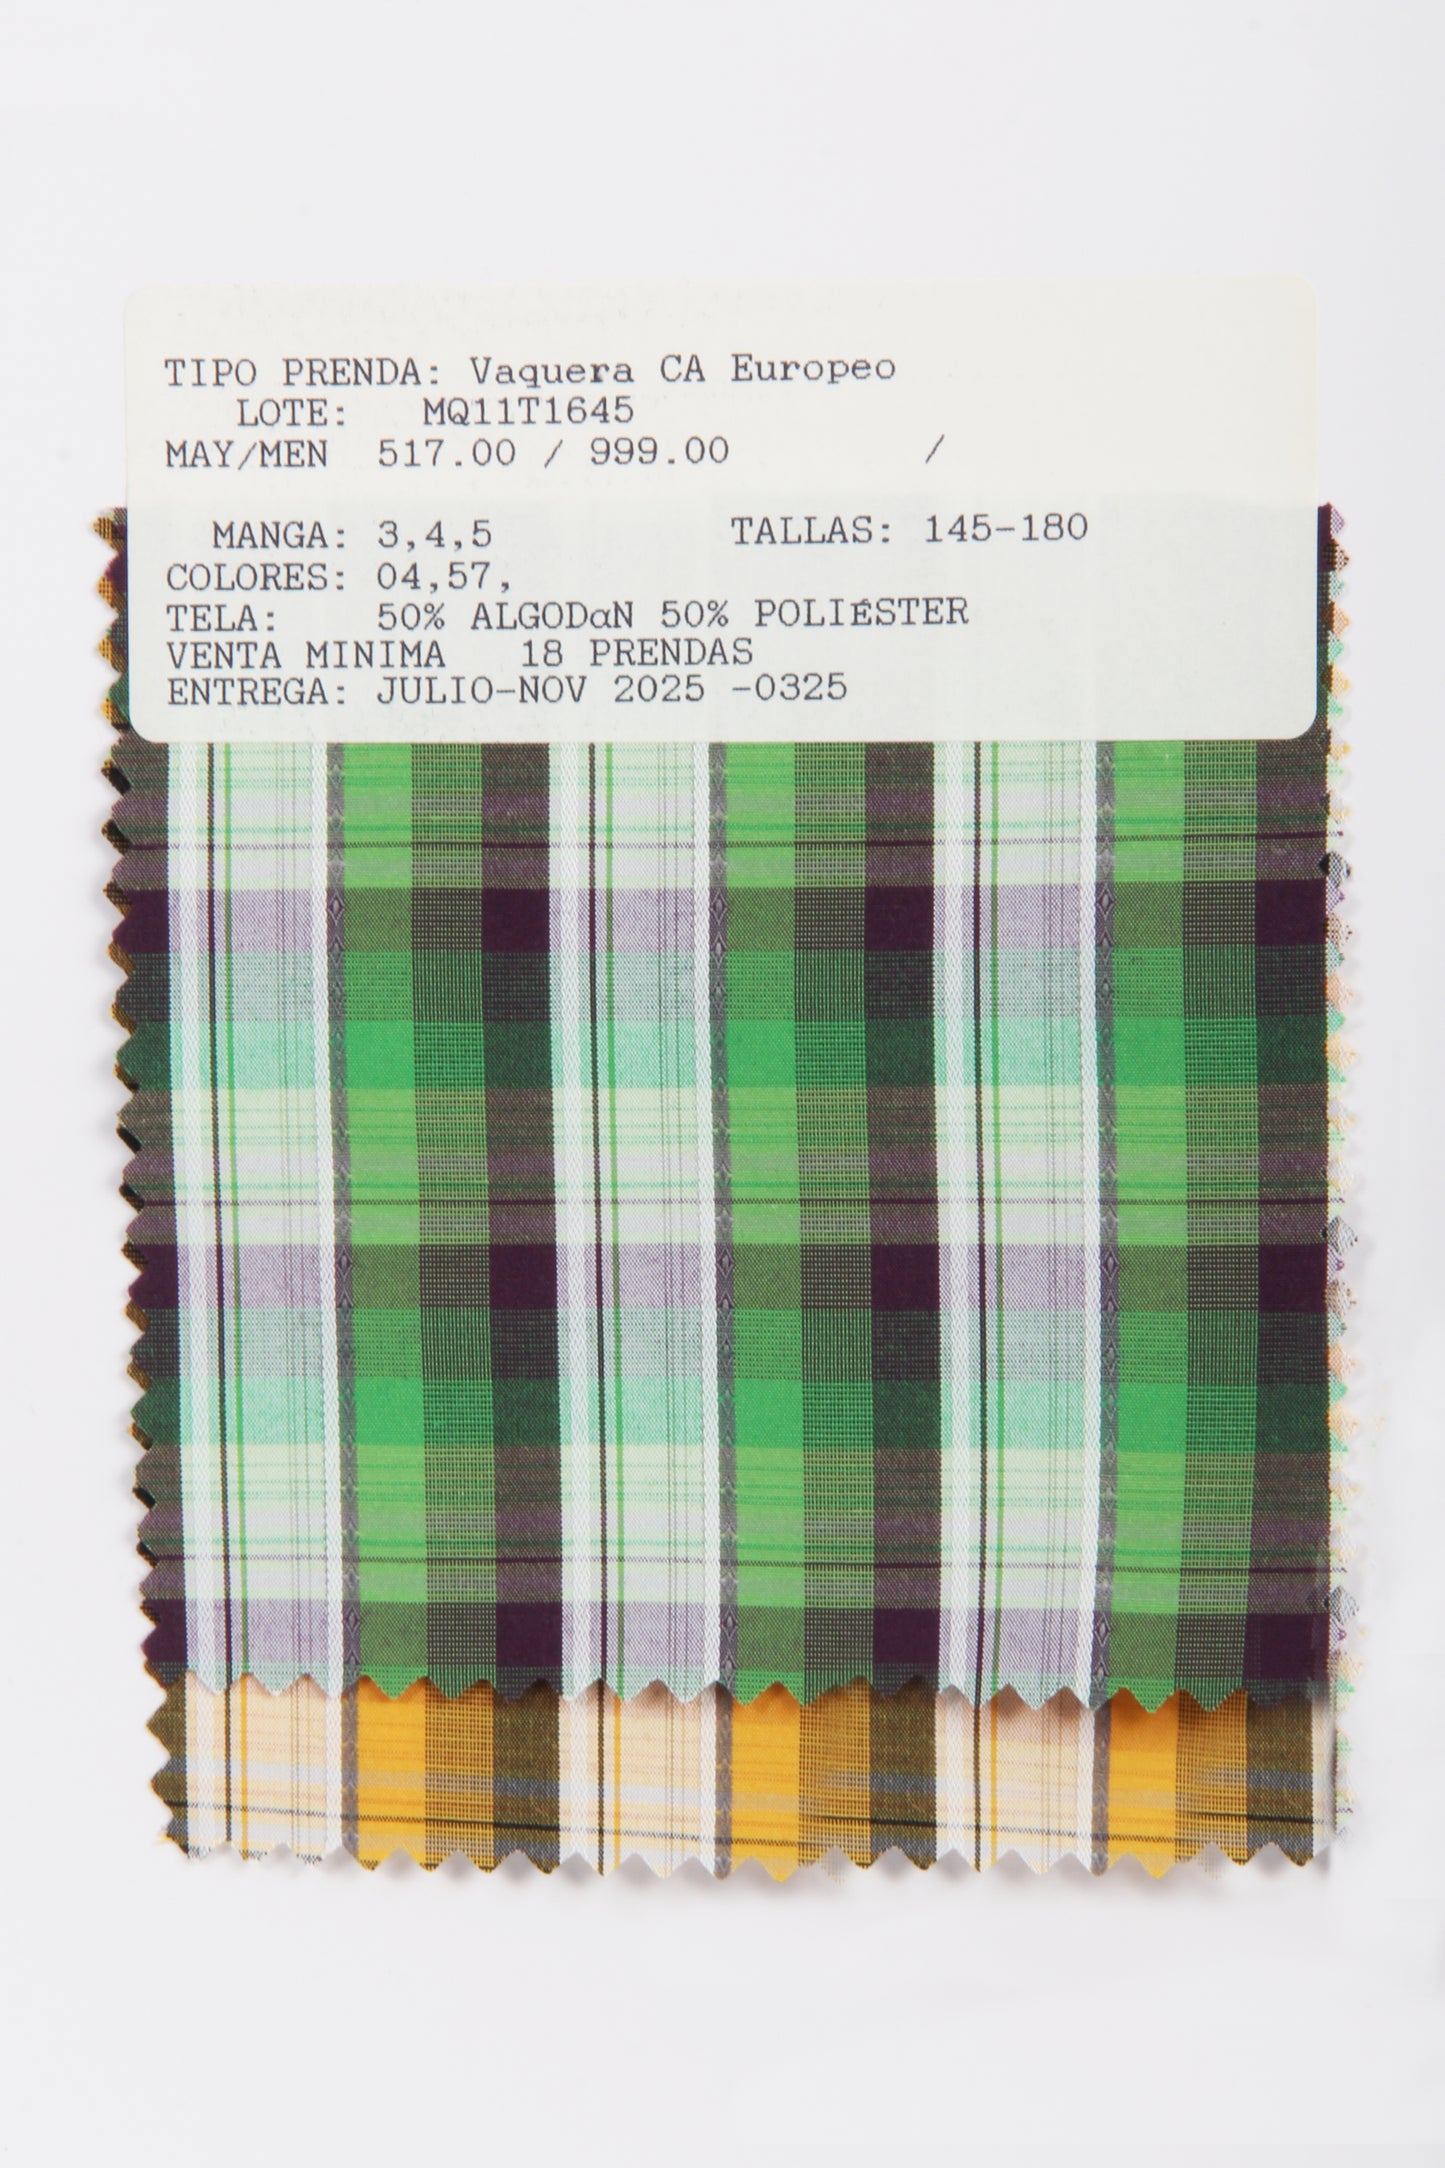 TIPO PRENDA: Vaquera CA Europeo
LOTE: MQ11T1645
MAY/MEN 517.00 / 999.00 /
MANGA: 3,4,5 TALLAS: 145-180
COLORES: 04,57,
TELA: 50% ALGODαN 50% POLIÉSTER
VENTA MINIMA 18 PRENDAS
ENTREGA: JULIO-NOV 2025 -0325